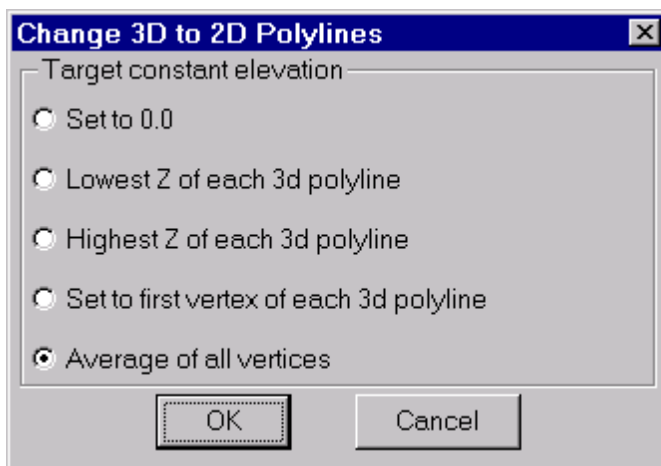 Change 3D to 2D Polylines
Target constant elevation
Set to 0.0
Lowest Z of each 3d polyline
Highest Z of each 3d polyline
Set to first vertex of each 3d polyline
Average of all vertices
OK
Cancel